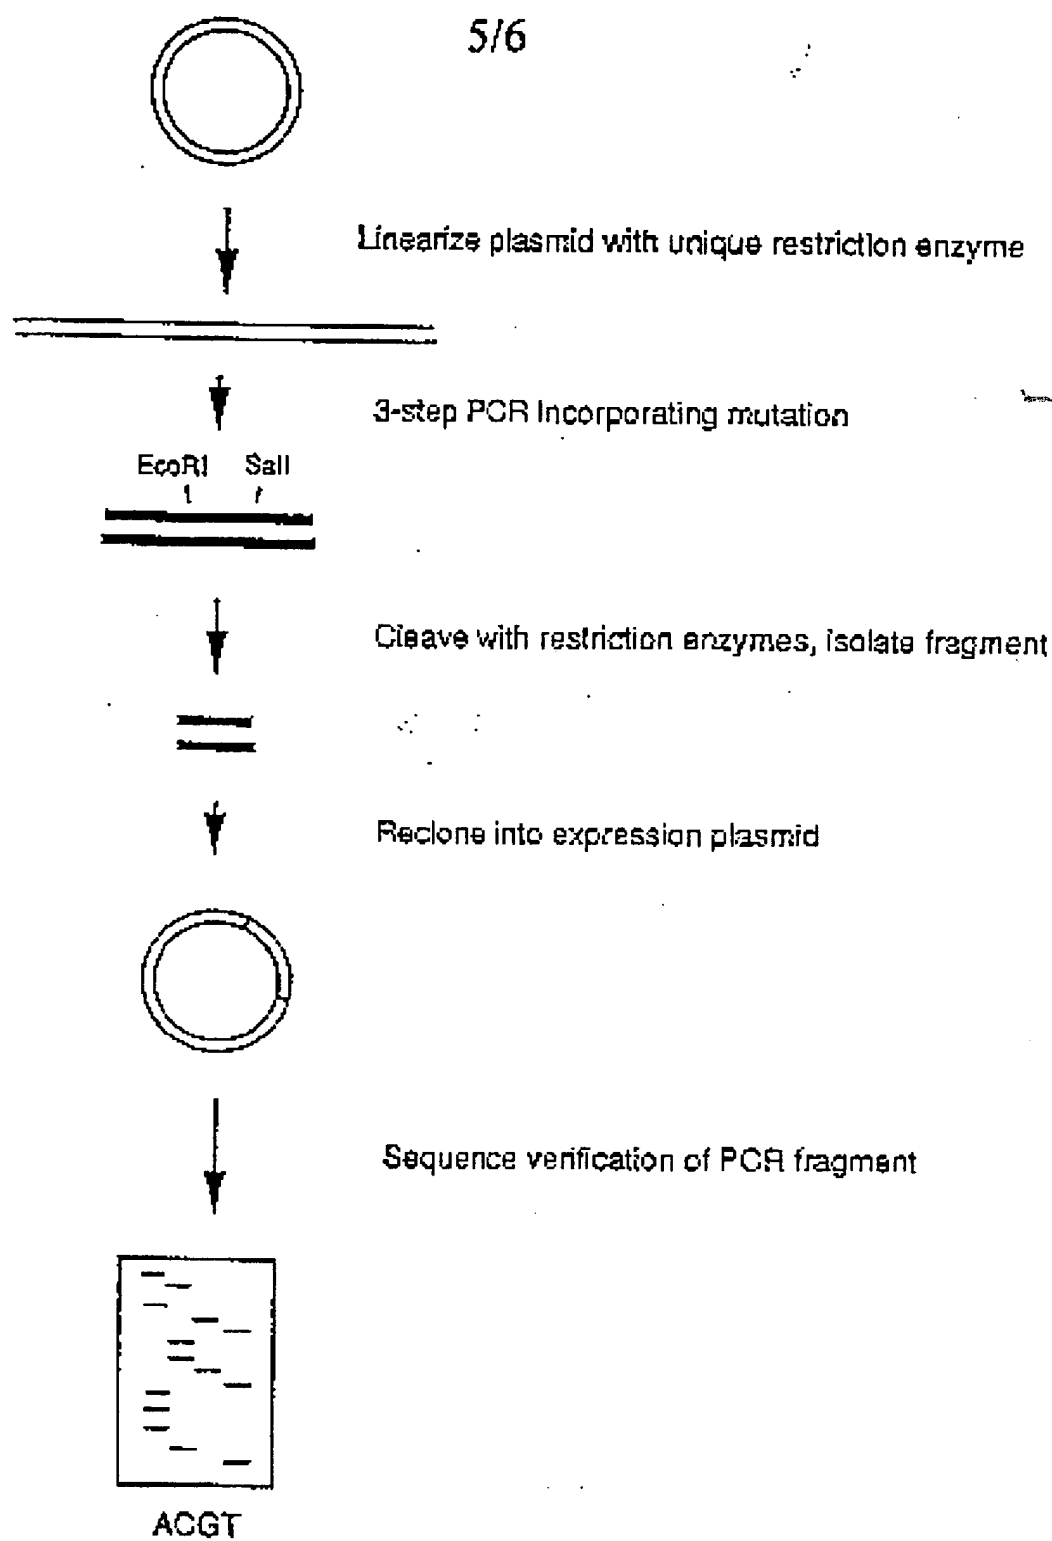 5/6
Linearize plasmid with unique restriction enzyme
3-step PCR Incorporating mutation
EcoRI SalI
Cleave with restriction enzymes, isolate fragment
Reclone into expression plasmid
Sequence verification of PCR fragment
ACGT